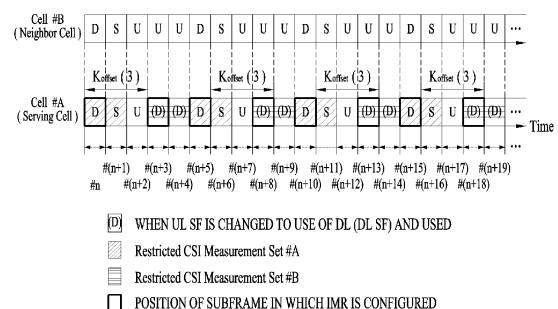 Cell #B
( Neighbor Cell )
D S U U U D S U U U D S U U U D S U U U ...
Koffset ( 3 ) Koffset ( 3 ) Koffset ( 3 ) Koffset ( 3 )
Cell #A
( Serving Cell )
D S U (D) (D) D S U (D) (D) D S U (D) (D) D S U (D) (D) ...
Time
...
#(n+1) #(n+3) #(n+5) #(n+7) #(n+9) #(n+11) #(n+13) #(n+15) #(n+17) #(n+19)
#n #(n+2) #(n+4) #(n+6) #(n+8) #(n+10) #(n+12) #(n+14) #(n+16) #(n+18)
(D) WHEN UL SF IS CHANGED TO USE OF DL (DL SF) AND USED
Restricted CSI Measurement Set #A
Restricted CSI Measurement Set #B
POSITION OF SUBFRAME IN WHICH IMR IS CONFIGURED